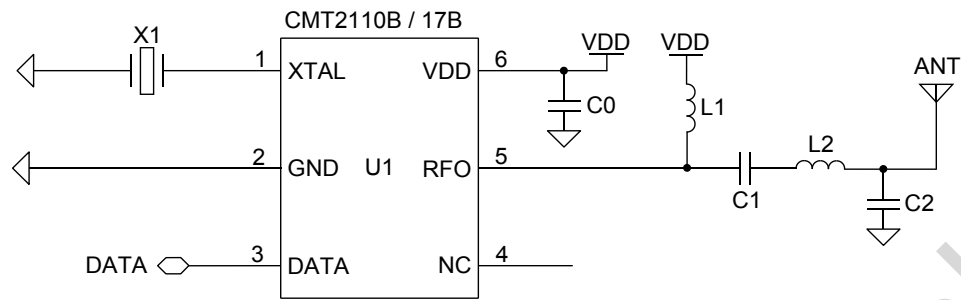 CMT2110B / 17B
X1
VDD
VDD
ANT
1
XTAL
VDD
6
C0
L1
2
GND
U1
RFO
5
L2
C1
C2
DATA
3
DATA
NC
4